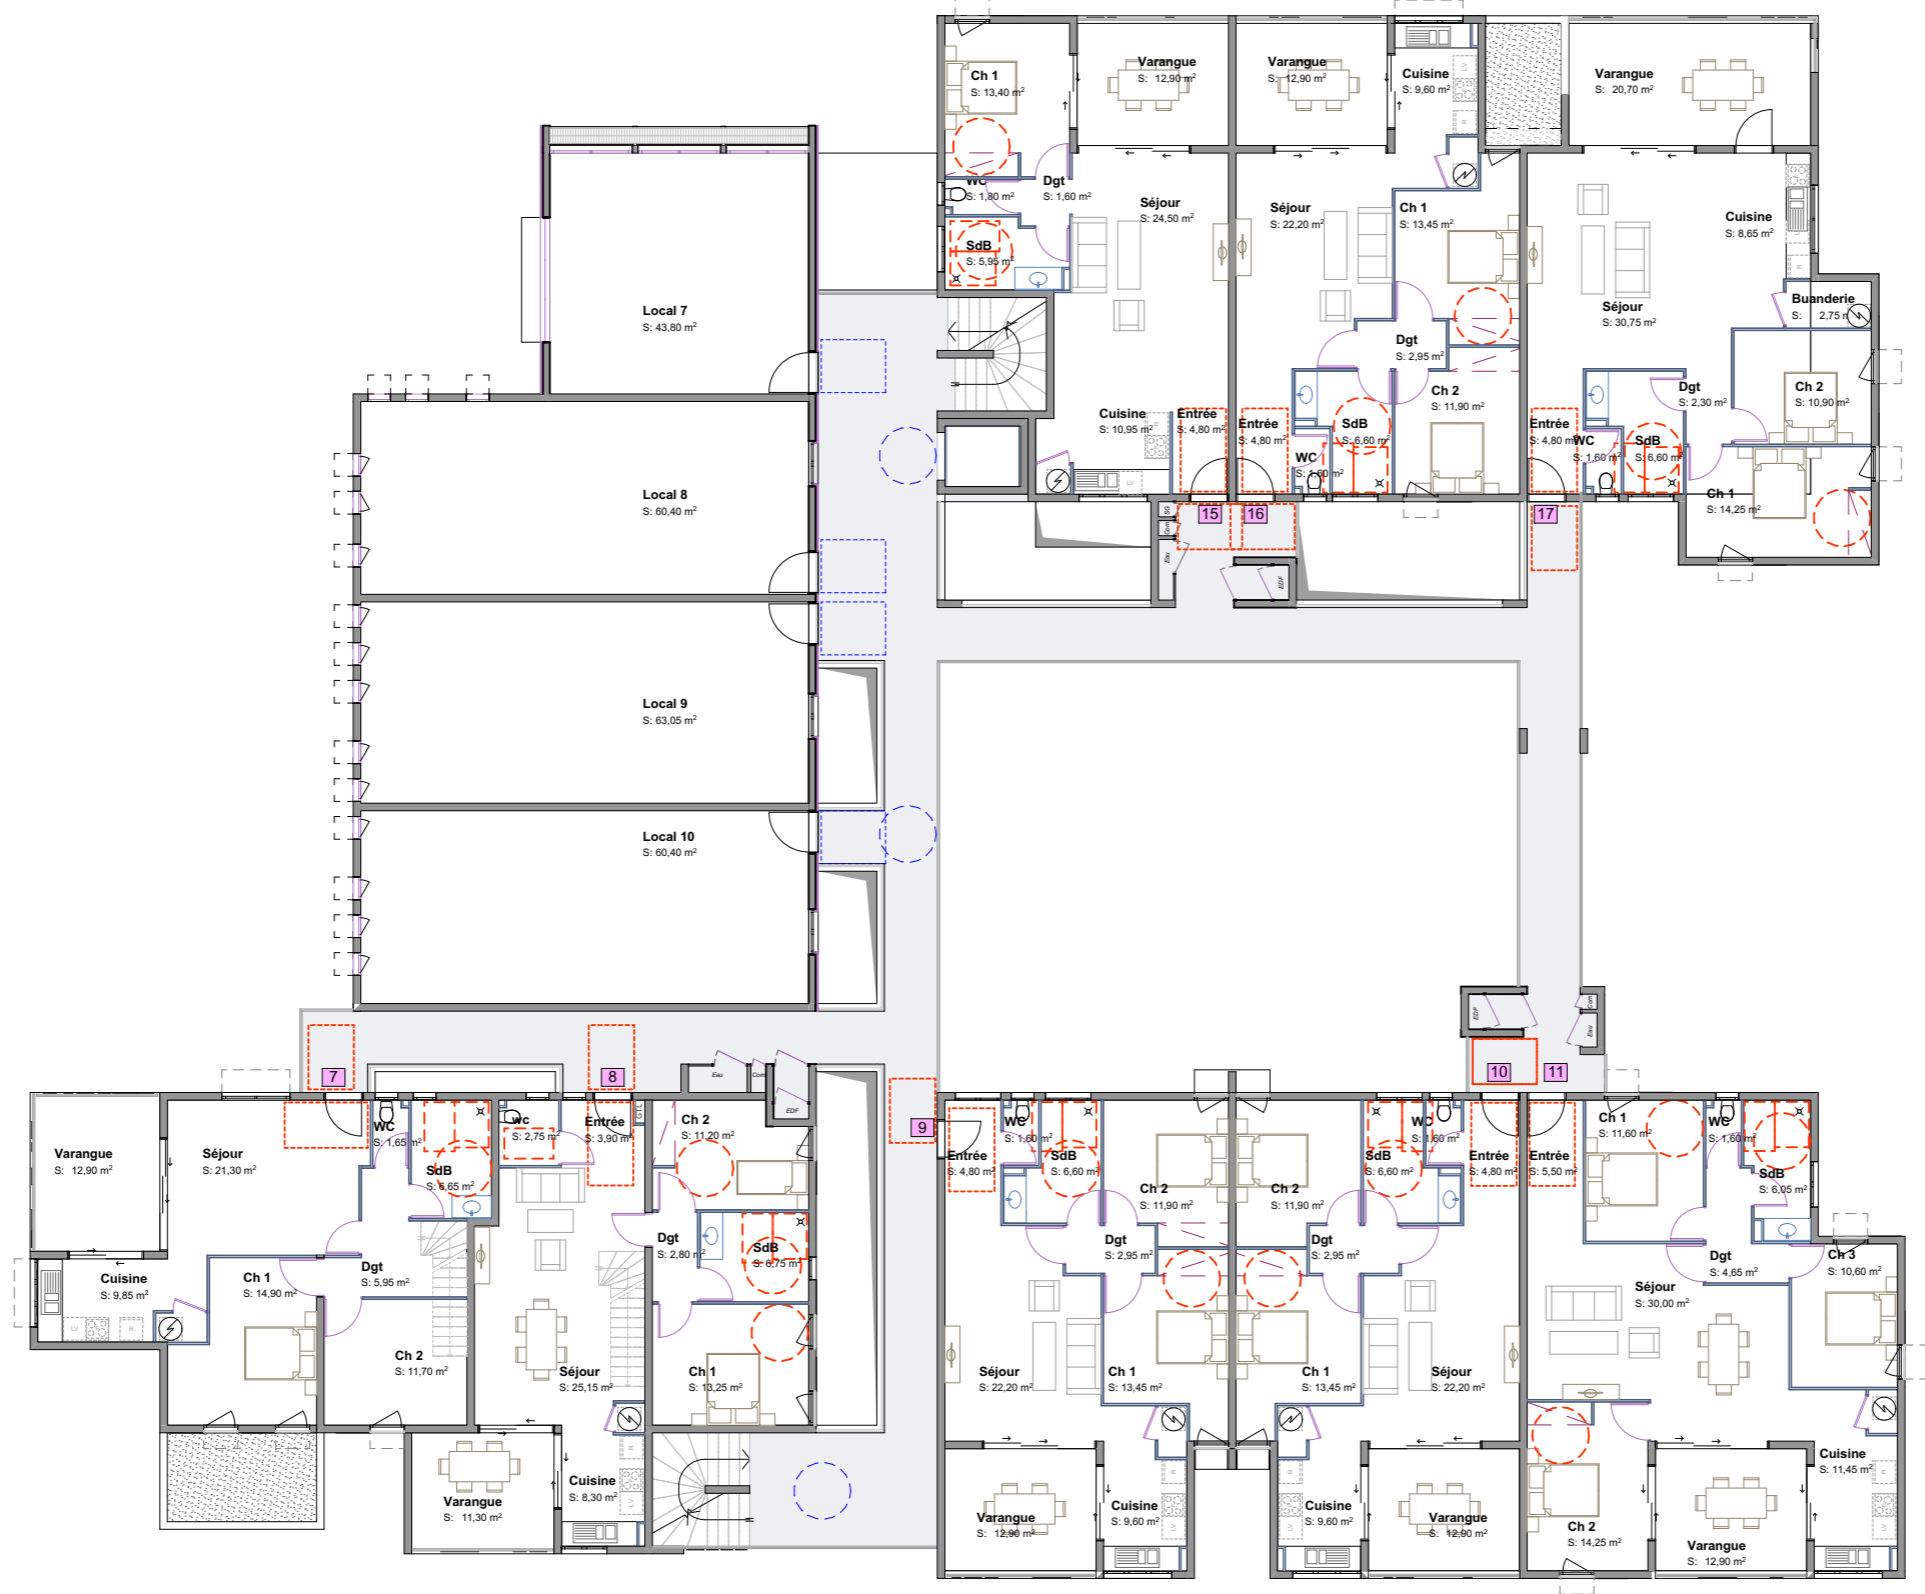 Ch 1
S: 13,40 m²
Varangue
S: 12,90 m²
Varangue
S: 12,90 m²
Cuisine
S: 9,60 m²
LV
R
Varangue
S: 20,70 m²
WC
S: 1,80 m²
Dgt
S: 1,60 m²
SdB
S: 5,95 m²
Séjour
S: 24,50 m²
Séjour
S: 22,20 m²
Ch 1
S: 13,45 m²
Cuisine
S: 8,65 m²
R
Séjour
S: 30,75 m²
Buanderie
S: 2,75 m
Local 7
S: 43,80 m²
Dgt
S: 2,95 m²
Ch 2
S: 11,90 m²
Dgt
S: 2,30 m²
Ch 2
S: 10,90 m²
Cuisine
S: 10,95 m²
R
LV
Entrée
S: 4,80 m²
Entrée
S: 4,80 m²
WC
S: 1,60 m²
SdB
S: 6,60 m²
Entrée
S: 4,80 m²
WC
S: 1,60 m²
SdB
S: 6,60 m²
Ch 1
S: 14,25 m²
Local 8
S: 60,40 m²
15
16
17
SG
Com
Eau
EDF
Local 9
S: 63,05 m²
Local 10
S: 60,40 m²
EDF
Com
Eau
7
8
9
10
11
Eau
Com
EDF
Varangue
S: 12,90 m²
Séjour
S: 21,30 m²
WC
S: 1,65 m²
SdB
S: 6,65 m²
wc
S: 2,75 m²
Entrée
S: 3,90 m²
GTL
Ch 2
S: 11,20 m²
Dgt
S: 2,80 m²
SdB
S: 6,75 m²
Cuisine
S: 9,85 m²
LV
R
Ch 1
S: 14,90 m²
Dgt
S: 5,95 m²
Ch 2
S: 11,70 m²
Séjour
S: 25,15 m²
Ch 1
S: 13,25 m²
Varangue
S: 11,30 m²
Cuisine
S: 8,30 m²
R
LV
Entrée
S: 4,80 m²
WC
S: 1,60 m²
SdB
S: 6,60 m²
Ch 2
S: 11,90 m²
Dgt
S: 2,95 m²
Séjour
S: 22,20 m²
Ch 1
S: 13,45 m²
Varangue
S: 12,90 m²
Cuisine
S: 9,60 m²
R
LV
Ch 2
S: 11,90 m²
SdB
S: 6,60 m²
WC
S: 1,60 m²
Entrée
S: 4,80 m²
Dgt
S: 2,95 m²
Ch 1
S: 13,45 m²
Séjour
S: 22,20 m²
Cuisine
S: 9,60 m²
R
LV
Varangue
S: 12,90 m²
Entrée
S: 5,50 m²
Ch 1
S: 11,60 m²
WC
S: 1,60 m²
SdB
S: 6,05 m²
Dgt
S: 4,65 m²
Ch 3
S: 10,60 m²
Séjour
S: 30,00 m²
Cuisine
S: 11,45 m²
R
LV
Ch 2
S: 14,25 m²
Varangue
S: 12,90 m²